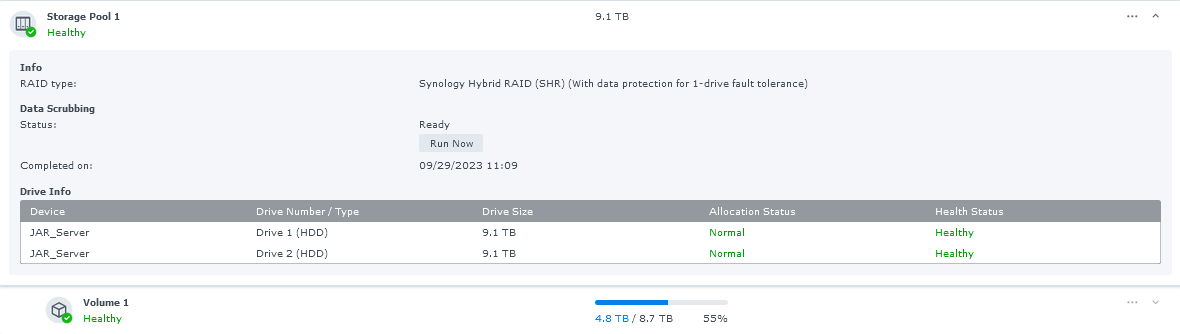 Storage Pool 1 9.1 TB
Healthy
Info
RAID type: Synology Hybrid RAID (SHR) (With data protection for 1-drive fault tolerance)
Data Scrubbing
Status: Ready
Run Now
Completed on: 09/29/2023 11:09
Drive Info
Device Drive Number / Type Drive Size Allocation Status Health Status
JAR_Server Drive 1 (HDD) 9.1 TB Normal Healthy
JAR_Server Drive 2 (HDD) 9.1 TB Normal Healthy
Volume 1
Healthy 4.8 TB / 8.7 TB 55%